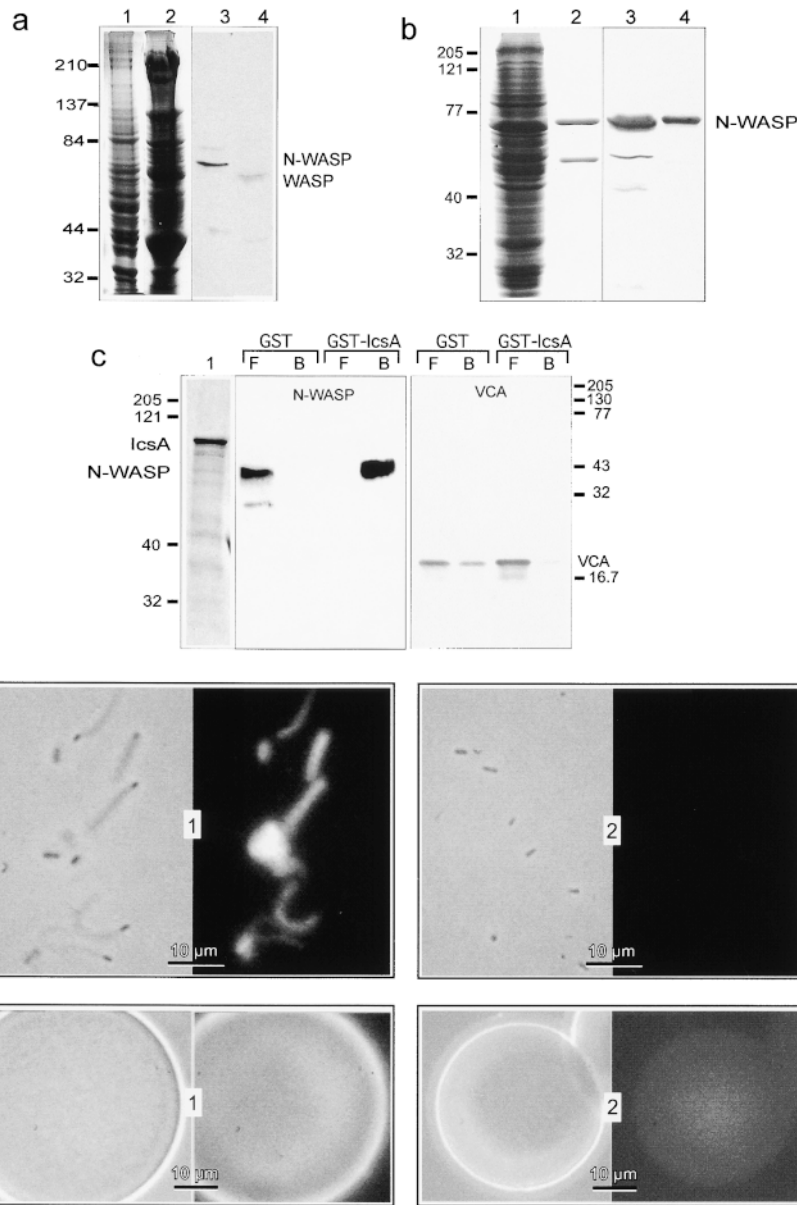 a
1 2 3 4
210
137
84
44
32
N-WASP
WASP
b
1 2 3 4
205
121
77
40
32
N-WASP
c
GST GST-IcsA GST GST-IcsA
1 F B F B F B F B
N-WASP VCA
205
121
IcsA
N-WASP
40
32
205
130
77
43
32
VCA
16.7
1
10 µm
2
10 µm
1
10 µm
2
10 µm